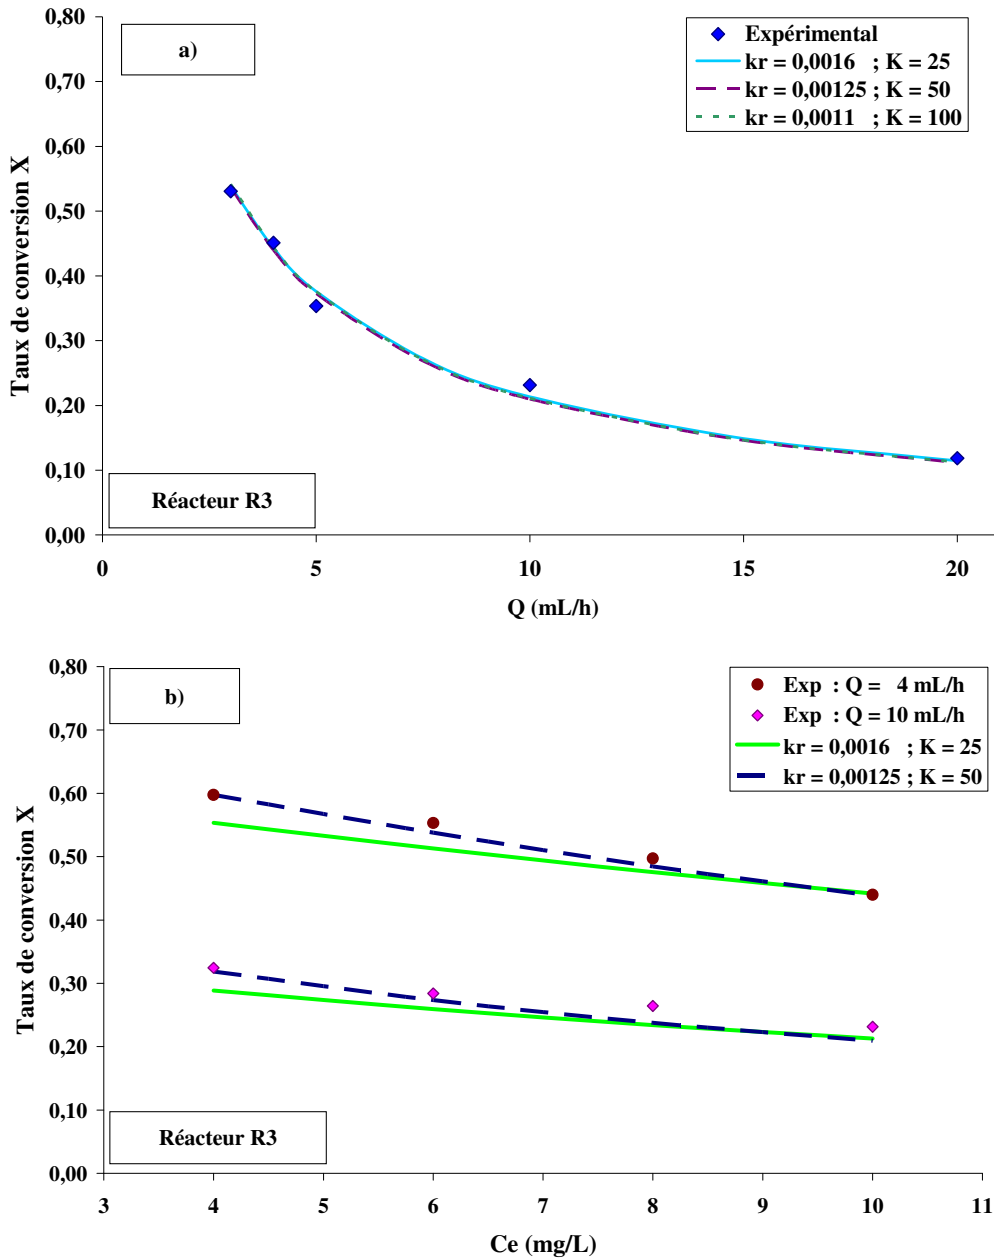 a)
Expérimental
kr = 0,0016 ; K = 25
kr = 0,00125 ; K = 50
kr = 0,0011 ; K = 100
0,80
0,70
0,60
0,50
0,40
0,30
0,20
0,10
0,00
Taux de conversion X
Réacteur R3
0 5 10 15 20
Q (mL/h)
b)
Exp : Q = 4 mL/h
Exp : Q = 10 mL/h
kr = 0,0016 ; K = 25
kr = 0,00125 ; K = 50
0,80
0,70
0,60
0,50
0,40
0,30
0,20
0,10
0,00
Taux de conversion X
Réacteur R3
3 4 5 6 7 8 9 10 11
Ce (mg/L)